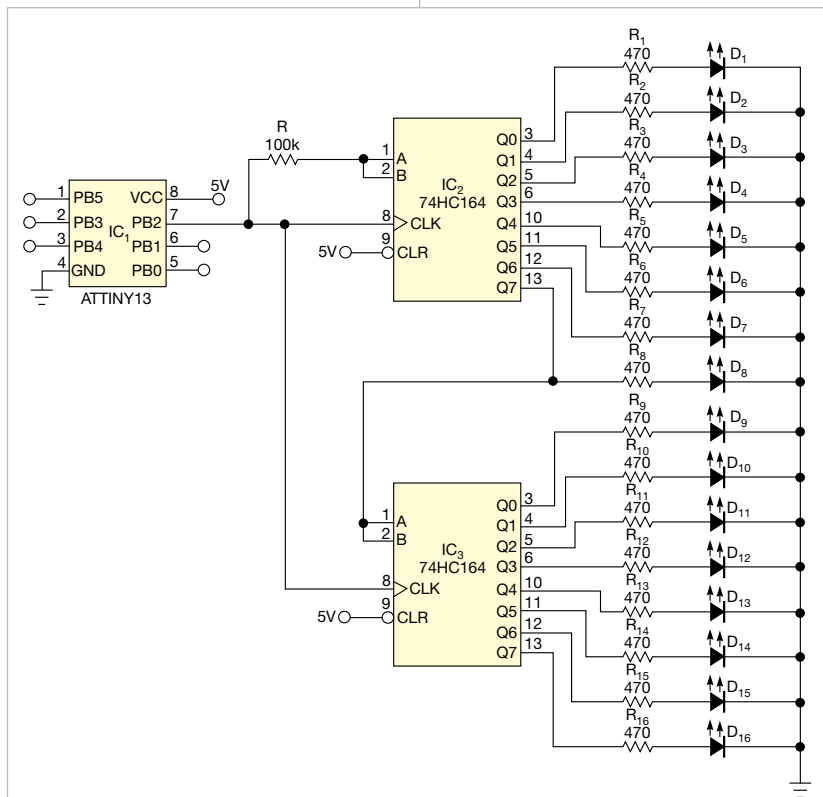 R
100k
1 PB5
2 PB3
3 PB4
4 GND
IC1
VCC 8 5V
PB2 7
PB1 6
PB0 5
ATTINY13
1 A
2 B
8 CLK
5V 9 CLR
IC2
74HC164
Q0 3
Q1 4
Q2 5
Q3 6
Q4 10
Q5 11
Q6 12
Q7 13
R1
470 D1
R2
470 D2
R3
470 D3
R4
470 D4
R5
470 D5
R6
470 D6
R7
470 D7
R8
470 D8
1 A
2 B
8 CLK
5V 9 CLR
IC3
74HC164
Q0 3
Q1 4
Q2 5
Q3 6
Q4 10
Q5 11
Q6 12
Q7 13
R9
470 D9
R10
470 D10
R11
470 D11
R12
470 D12
R13
470 D13
R14
470 D14
R15
470 D15
R16
470 D16